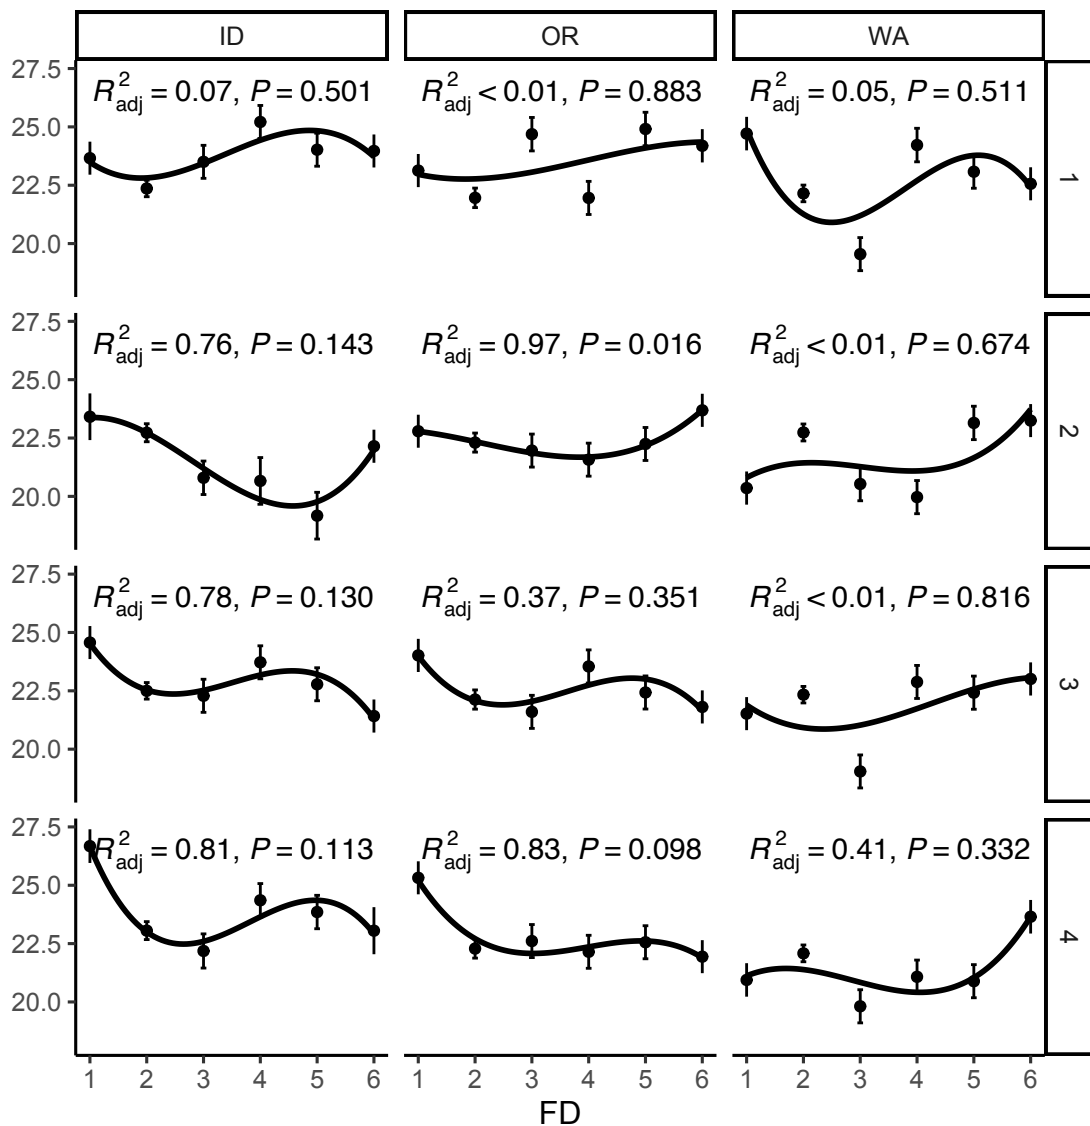 ID OR WA
27.5
R²adj = 0.07, P = 0.501 R²adj < 0.01, P = 0.883 R²adj = 0.05, P = 0.511
25.0
22.5
20.0
1
27.5
R²adj = 0.76, P = 0.143 R²adj = 0.97, P = 0.016 R²adj < 0.01, P = 0.674
25.0
22.5
20.0
2
27.5
R²adj = 0.78, P = 0.130 R²adj = 0.37, P = 0.351 R²adj < 0.01, P = 0.816
25.0
22.5
20.0
3
27.5
R²adj = 0.81, P = 0.113 R²adj = 0.83, P = 0.098 R²adj = 0.41, P = 0.332
25.0
22.5
20.0
4
1 2 3 4 5 6 1 2 3 4 5 6 1 2 3 4 5 6
FD